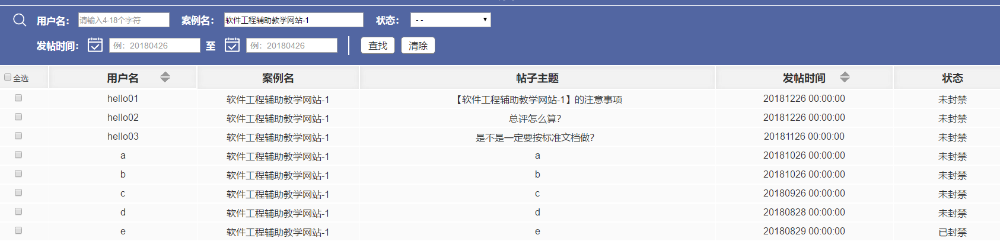 用户名: 请输入4-18个字符 案例名: 软件工程辅助教学网站-1 状态: - -
发帖时间: 例：20180426 至 例：20180426 查找 清除
全选 用户名 案例名 帖子主题 发帖时间 状态
hello01 软件工程辅助教学网站-1 【软件工程辅助教学网站-1】的注意事项 20181226 00:00:00 未封禁
hello02 软件工程辅助教学网站-1 总评怎么算? 20181226 00:00:00 未封禁
hello03 软件工程辅助教学网站-1 是不是一定要按标准文档做? 20181126 00:00:00 未封禁
a 软件工程辅助教学网站-1 a 20181026 00:00:00 未封禁
b 软件工程辅助教学网站-1 b 20181026 00:00:00 未封禁
c 软件工程辅助教学网站-1 c 20180926 00:00:00 未封禁
d 软件工程辅助教学网站-1 d 20180828 00:00:00 未封禁
e 软件工程辅助教学网站-1 e 20180829 00:00:00 已封禁